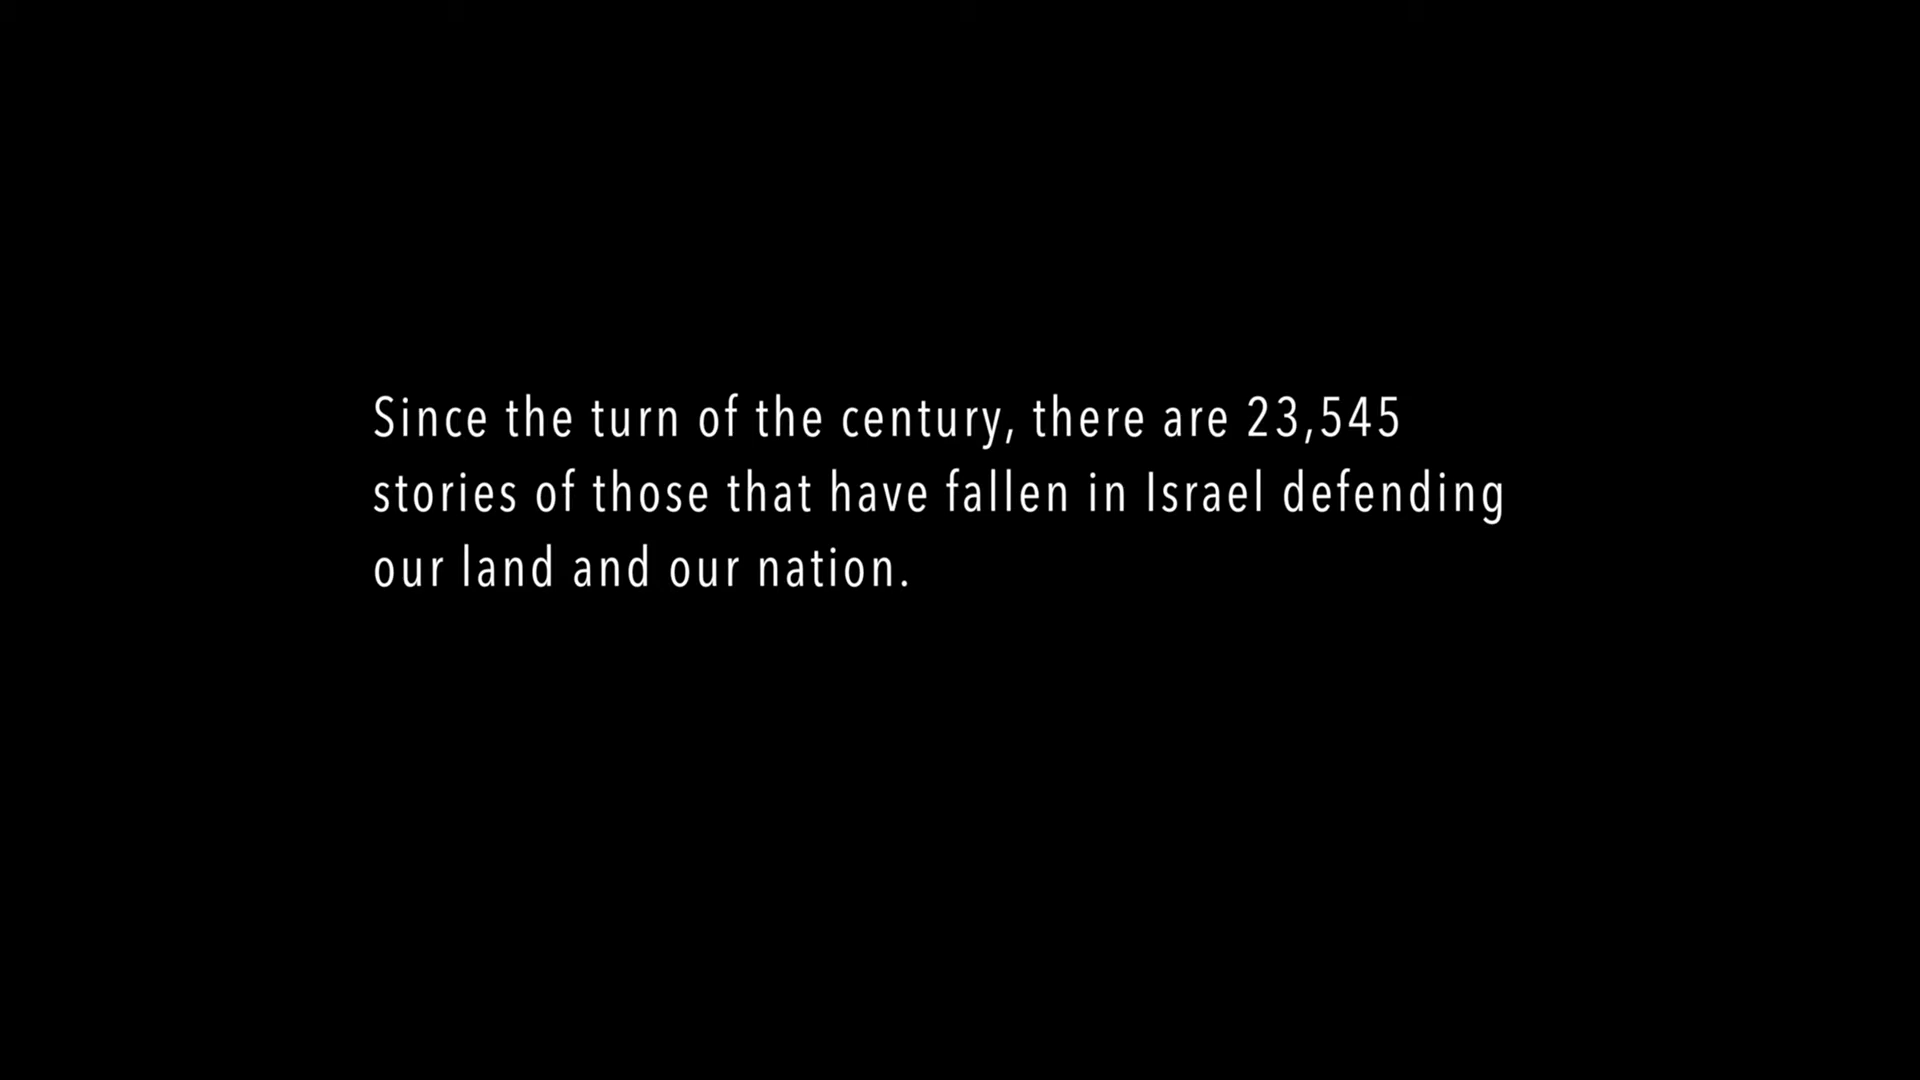 Since the turn of the century, there are 23,545
stories of those that have fallen in Israel defending
our land and our nation.